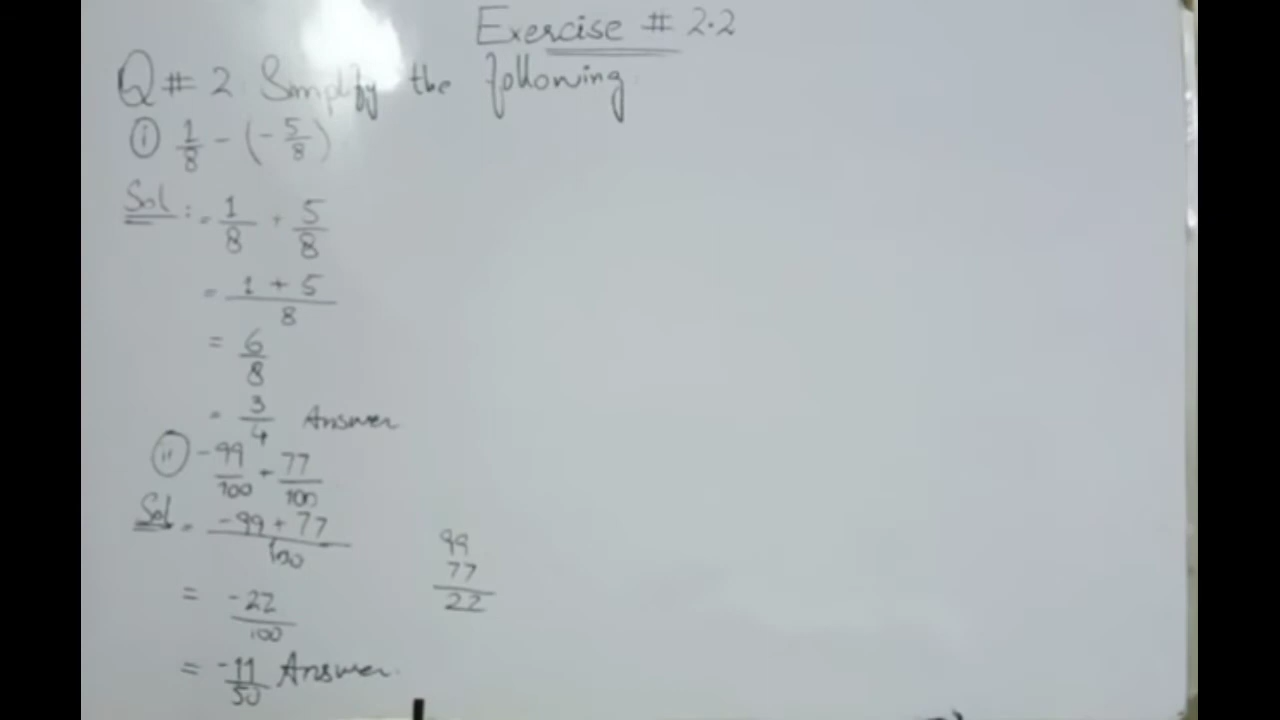 Exercise # 2.2
Q # 2. Simplify the following
(i) 1/8 - (-5/8)
Sol: = 1/8 + 5/8
= 1 + 5 / 8
= 6/8
= 3/4 Answer
(ii) -99/100 + 77/100
Sol = -99 + 77 / 100
= -22/100
= -11/50 Answer.
99
77
22